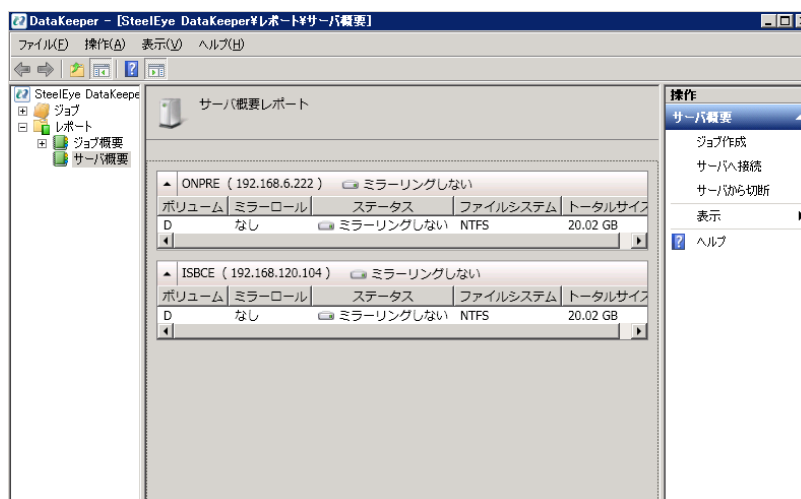 DataKeeper - [SteelEye DataKeeper¥レポート¥サーバ概要]
ファイル(F) 操作(A) 表示(V) ヘルプ(H)
SteelEye DataKeepe
ジョブ
レポート
ジョブ概要
サーバ概要
サーバ概要レポート
ONPRE ( 192.168.6.222 ) ミラーリングしない
ボリューム ミラーロール ステータス ファイルシステム トータルサイズ
D なし ミラーリングしない NTFS 20.02 GB
ISBCE ( 192.168.120.104 ) ミラーリングしない
ボリューム ミラーロール ステータス ファイルシステム トータルサイズ
D なし ミラーリングしない NTFS 20.02 GB
操作
サーバ概要
ジョブ作成
サーバへ接続
サーバから切断
表示
ヘルプ